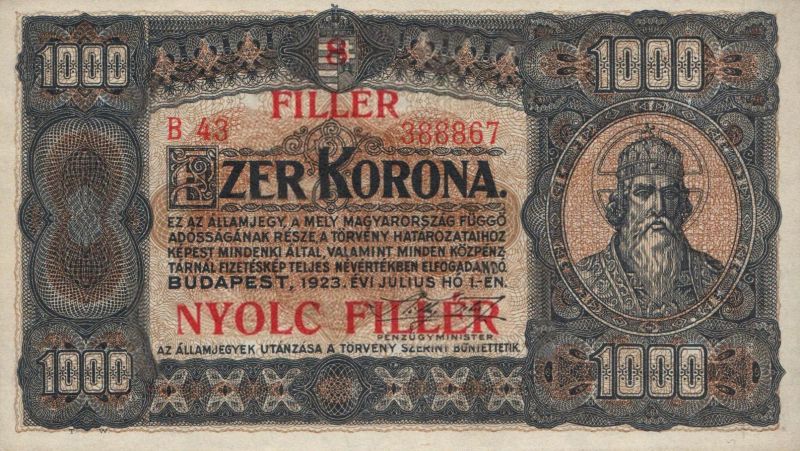 1000 1000
8
FILLÉR
B 43 388867
EZER KORONA.
EZ AZ ÁLLAMJEGY, A MELY MAGYARORSZÁG FÜGGŐ
ADÓSSÁGÁNAK RÉSZE, A TÖRVÉNY HATÁROZATAIHOZ
KÉPEST MINDENKI ÁLTAL, VALAMINT MINDEN KÖZPÉNZ-
TÁRNÁL FIZETÉSKÉP TELJES NÉVÉRTÉKBEN ELFOGADANDÓ.
BUDAPEST, 1923. ÉVI JULIUS HÓ 1.-ÉN.
NYOLC FILLÉR
PÉNZÜGYMINISTER
AZ ÁLLAMJEGYEK UTÁNZÁSA A TÖRVÉNY SZERINT BÜNTETTETIK
1000 1000